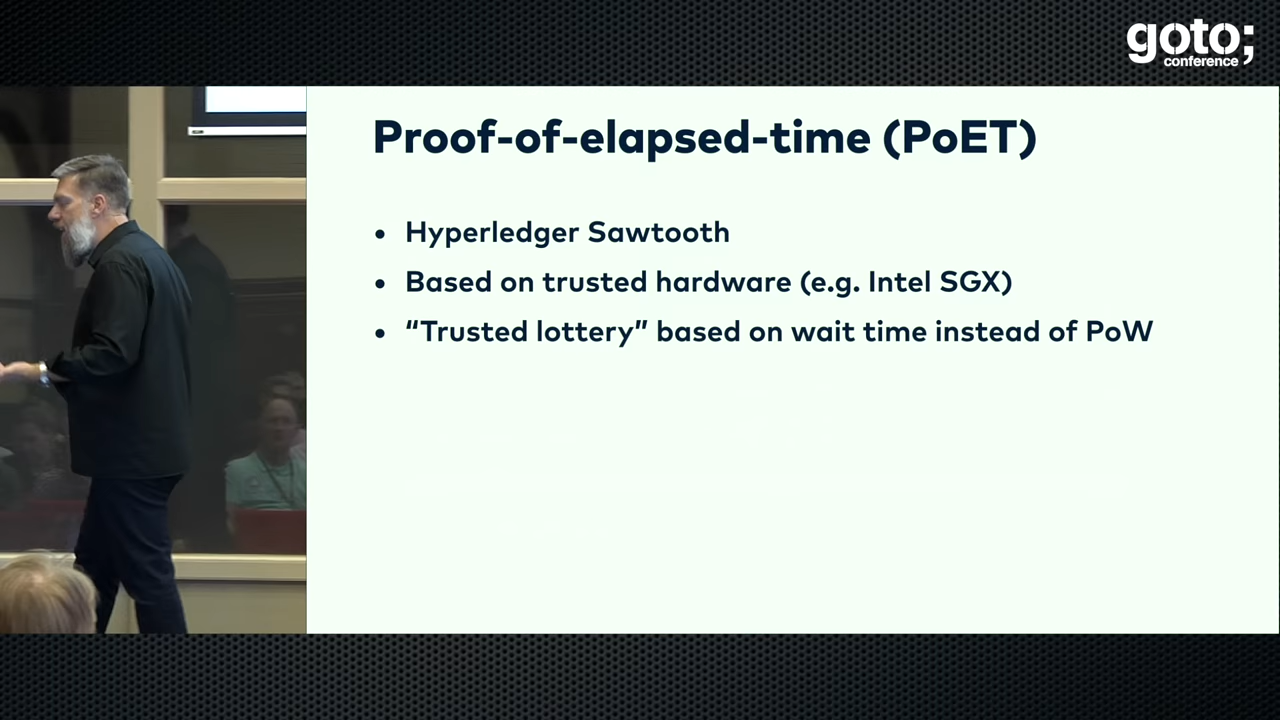 goto;
conference
Proof-of-elapsed-time (PoET)
• Hyperledger Sawtooth
• Based on trusted hardware (e.g. Intel SGX)
• “Trusted lottery” based on wait time instead of PoW